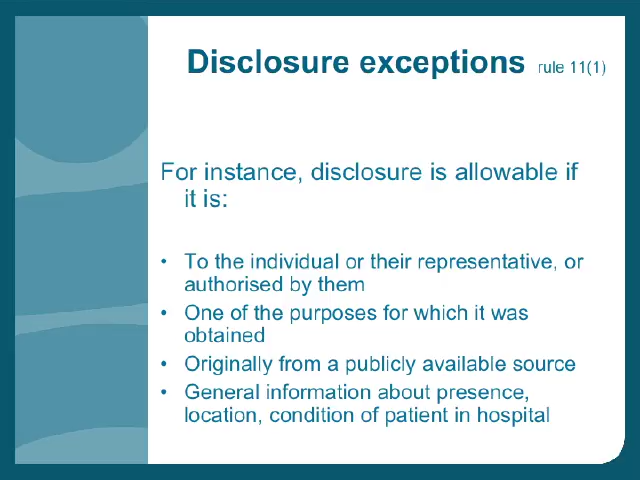 Disclosure exceptions rule 11(1)
For instance, disclosure is allowable if
it is:
• To the individual or their representative, or
authorised by them
• One of the purposes for which it was
obtained
• Originally from a publicly available source
• General information about presence,
location, condition of patient in hospital